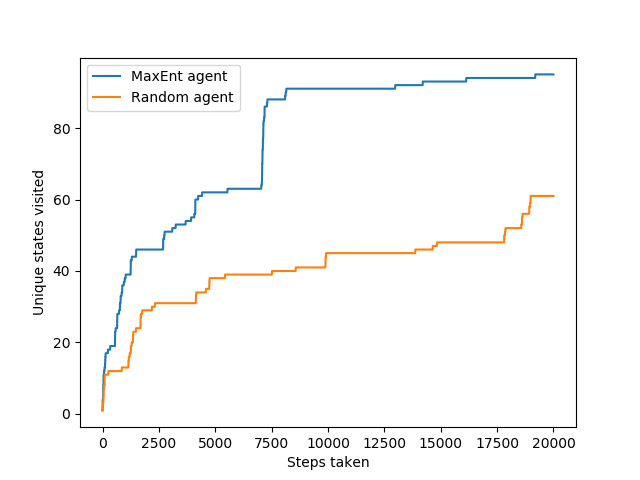 MaxEnt agent
Random agent
80
60
40
20
0
Unique states visited
0 2500 5000 7500 10000 12500 15000 17500 20000
Steps taken